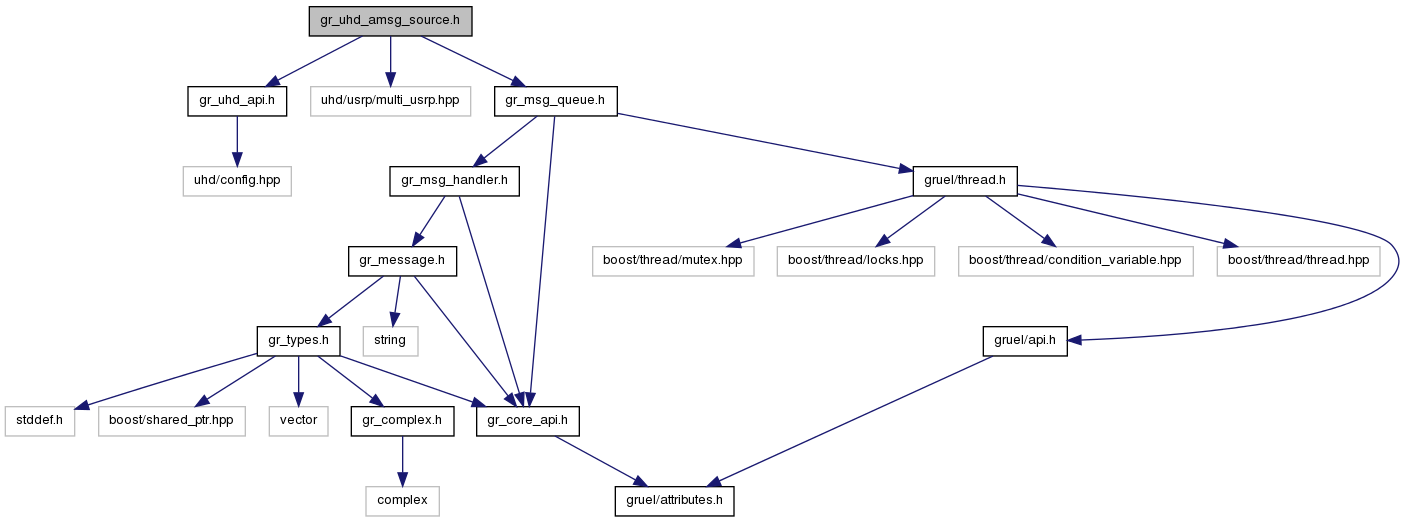 gr_uhd_amsg_source.h
gr_uhd_api.h
uhd/usrp/multi_usrp.hpp
gr_msg_queue.h
uhd/config.hpp
gr_msg_handler.h
gruel/thread.h
gr_message.h
boost/thread/mutex.hpp
boost/thread/locks.hpp
boost/thread/condition_variable.hpp
boost/thread/thread.hpp
gr_types.h
string
gruel/api.h
stddef.h
boost/shared_ptr.hpp
vector
gr_complex.h
gr_core_api.h
complex
gruel/attributes.h